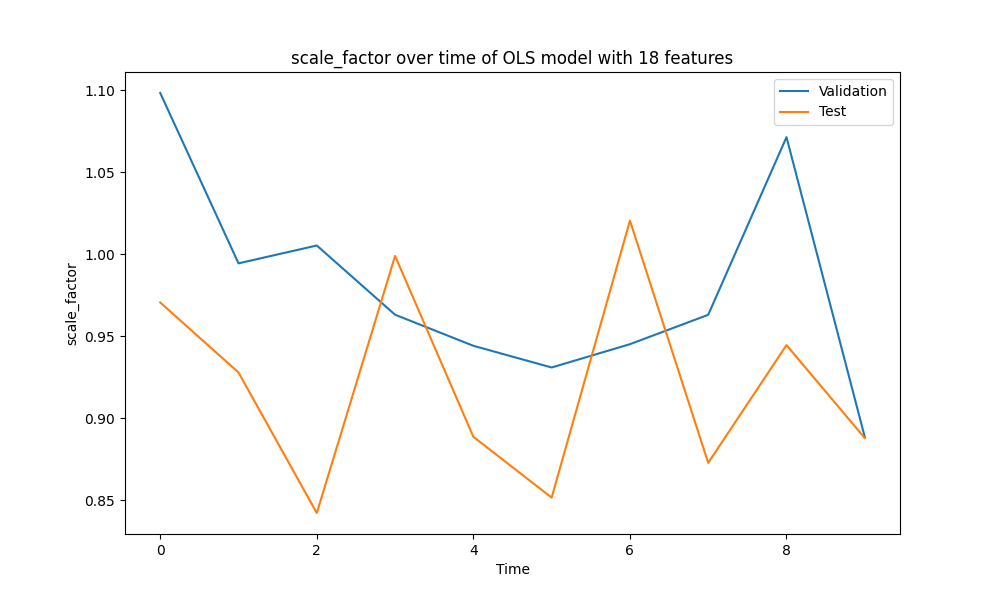 scale_factor over time of OLS model with 18 features
Validation
Test
1.10
1.05
1.00
0.95
0.90
0.85
scale_factor
0
2
4
6
8
Time